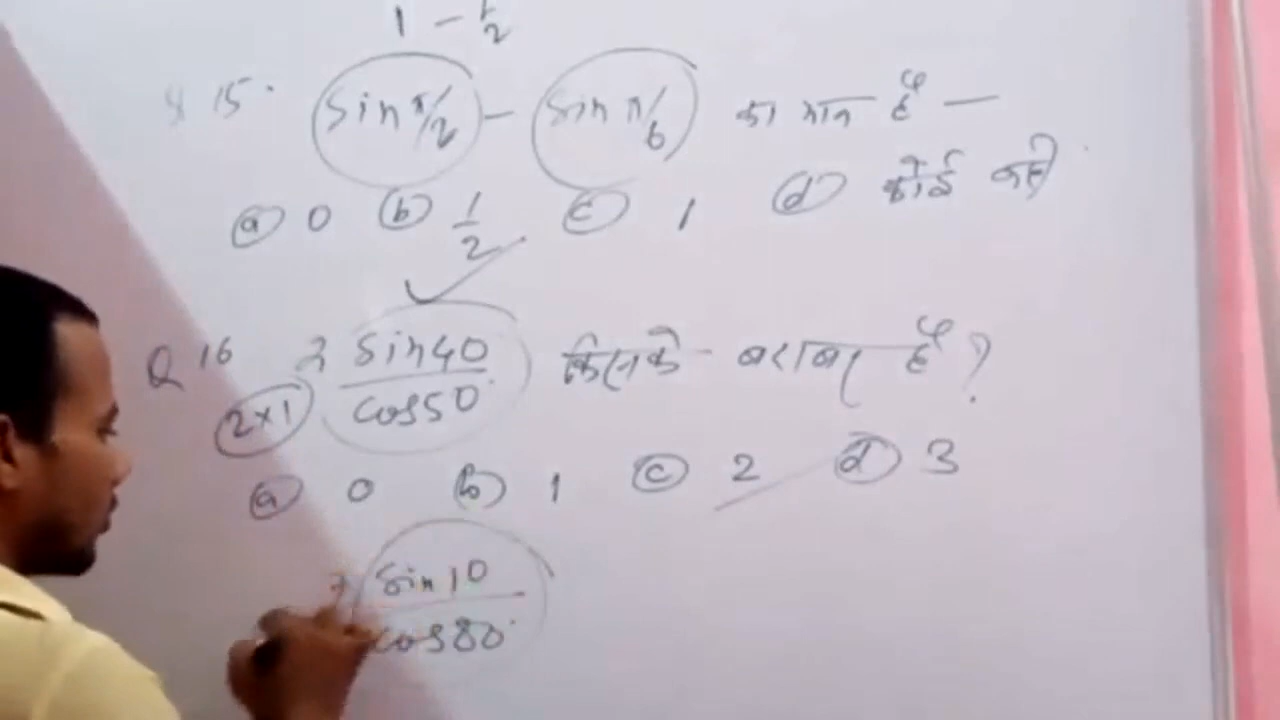 1 - 1/2
Q 15. Sin π/2 - Sin π/6 का मान है —
(a) 0 (b) 1/2 (c) 1 (d) कोई नही
Q 16 2 Sin40/cos50 किसके बराबर है ?
2×1
(a) 0 (b) 1 (c) 2 (d) 3
Sin10/cos80